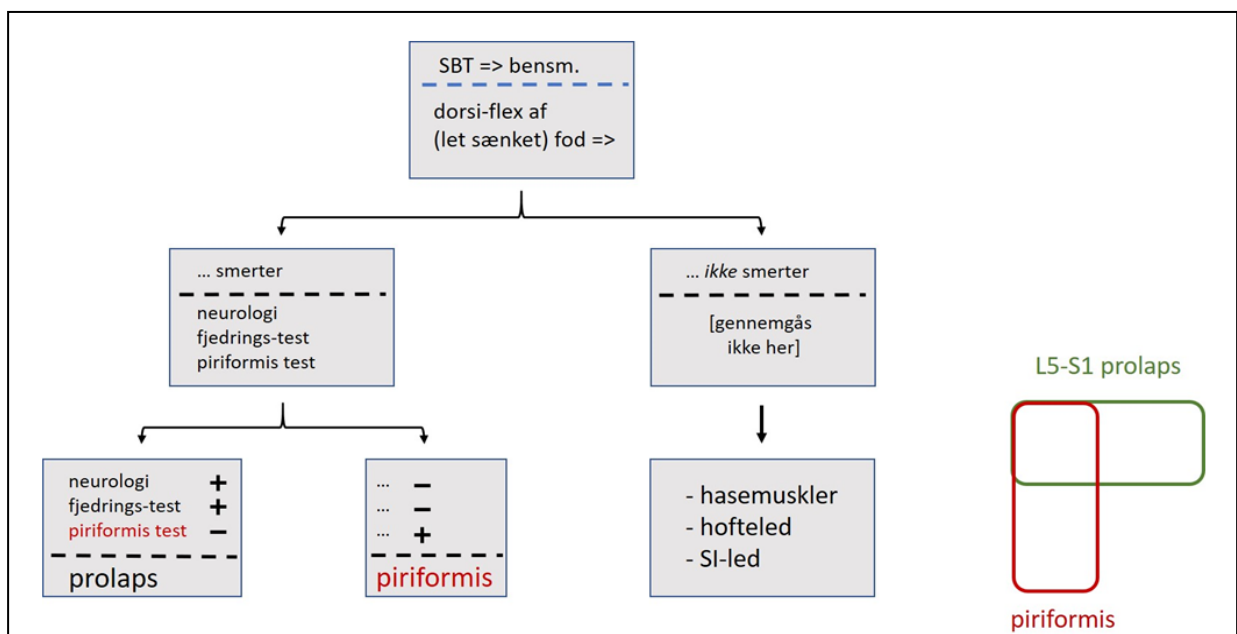 SBT => bensm.
dorsi-flex af
(let sænket) fod =>
... smerter
neurologi
fjedrings-test
piriformis test
... ikke smerter
[gennemgås
ikke her]
neurologi +
fjedrings-test +
piriformis test −
prolaps
... −
... −
... +
piriformis
- hasemuskler
- hofteled
- SI-led
L5-S1 prolaps
piriformis